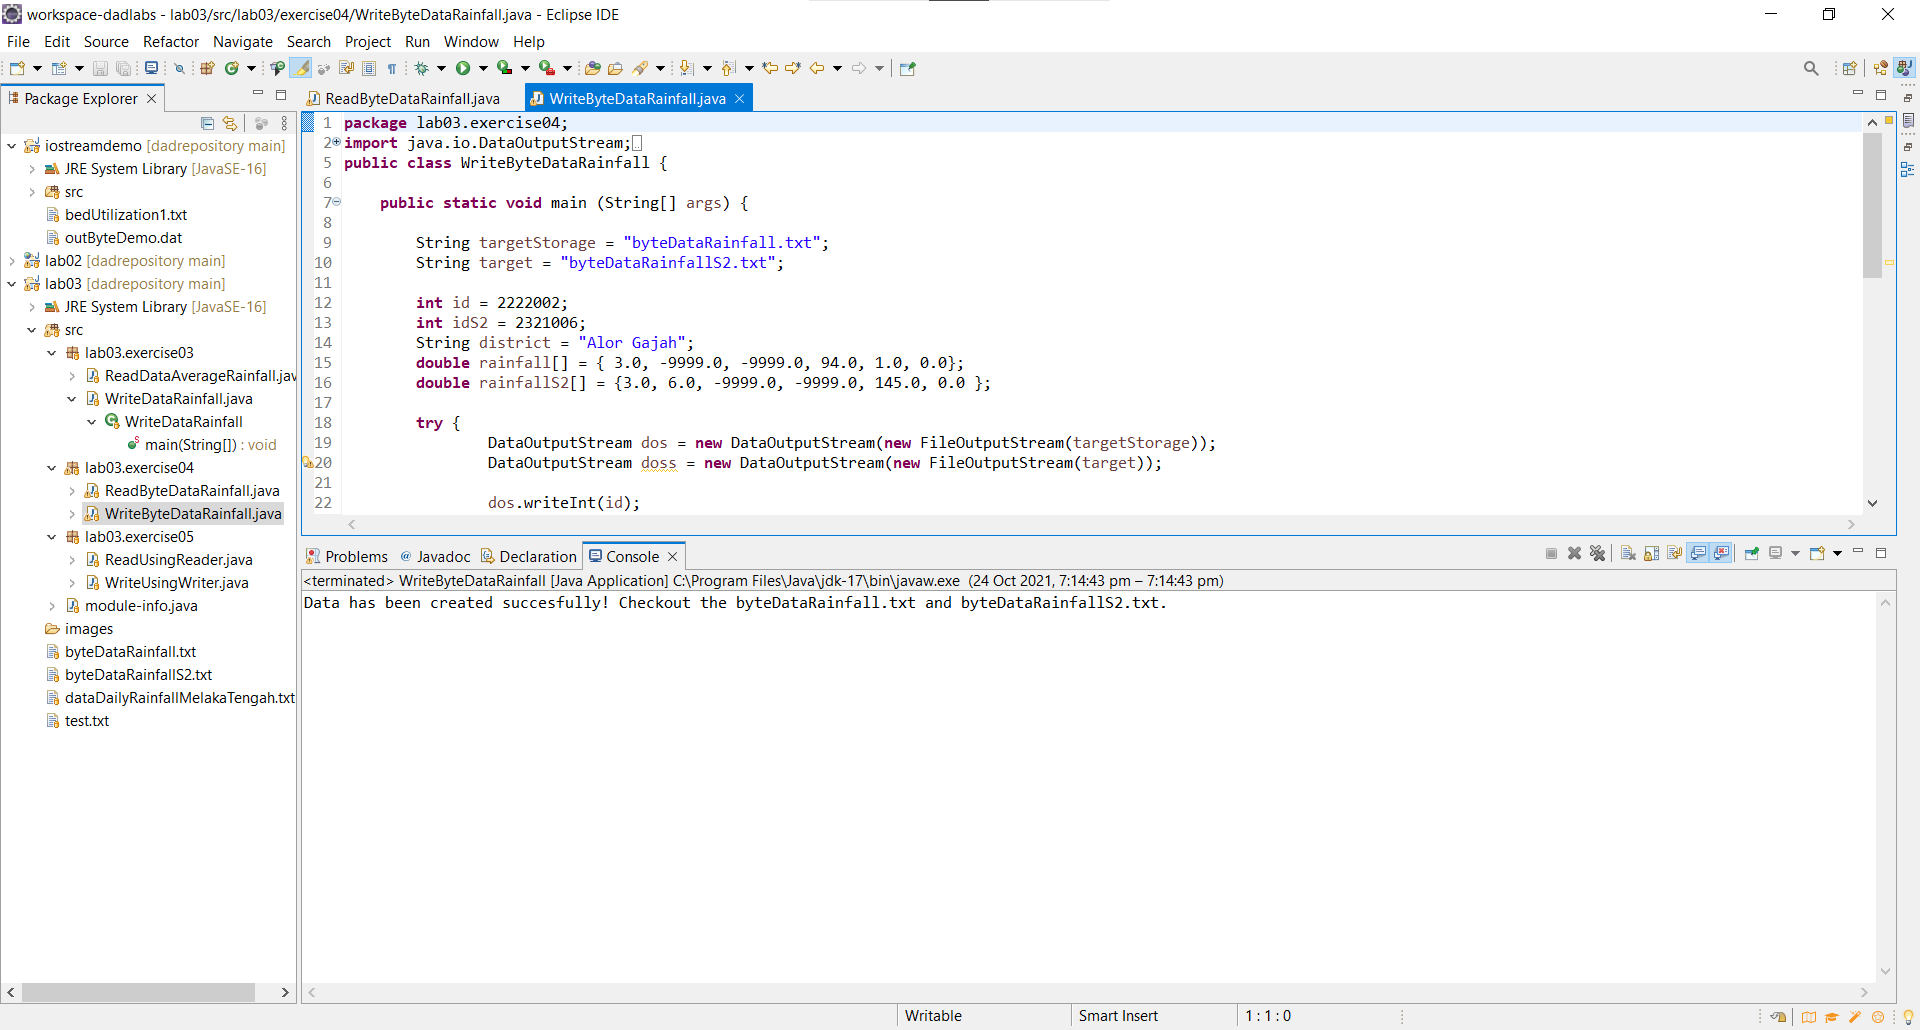 workspace-dadlabs - lab03/src/lab03/exercise04/WriteByteDataRainfall.java - Eclipse IDE
File Edit Source Refactor Navigate Search Project Run Window Help
Package Explorer
iostreamdemo [dadrepository main]
JRE System Library [JavaSE-16]
src
bedUtilization1.txt
outByteDemo.dat
lab02 [dadrepository main]
lab03 [dadrepository main]
JRE System Library [JavaSE-16]
src
lab03.exercise03
ReadDataAverageRainfall.jav
WriteDataRainfall.java
WriteDataRainfall
main(String[]) : void
lab03.exercise04
ReadByteDataRainfall.java
WriteByteDataRainfall.java
lab03.exercise05
ReadUsingReader.java
WriteUsingWriter.java
module-info.java
images
byteDataRainfall.txt
byteDataRainfallS2.txt
dataDailyRainfallMelakaTengah.txt
test.txt
ReadByteDataRainfall.java WriteByteDataRainfall.java
1 package lab03.exercise04;
2 import java.io.DataOutputStream;
5 public class WriteByteDataRainfall {
6
7 public static void main (String[] args) {
8
9 String targetStorage = "byteDataRainfall.txt";
10 String target = "byteDataRainfallS2.txt";
11
12 int id = 2222002;
13 int idS2 = 2321006;
14 String district = "Alor Gajah";
15 double rainfall[] = { 3.0, -9999.0, -9999.0, 94.0, 1.0, 0.0};
16 double rainfallS2[] = {3.0, 6.0, -9999.0, -9999.0, 145.0, 0.0 };
17
18 try {
19 DataOutputStream dos = new DataOutputStream(new FileOutputStream(targetStorage));
20 DataOutputStream doss = new DataOutputStream(new FileOutputStream(target));
21
22 dos.writeInt(id);
Problems @ Javadoc Declaration Console
<terminated> WriteByteDataRainfall [Java Application] C:\Program Files\Java\jdk-17\bin\javaw.exe (24 Oct 2021, 7:14:43 pm – 7:14:43 pm)
Data has been created succesfully! Checkout the byteDataRainfall.txt and byteDataRainfallS2.txt.
Writable Smart Insert 1 : 1 : 0